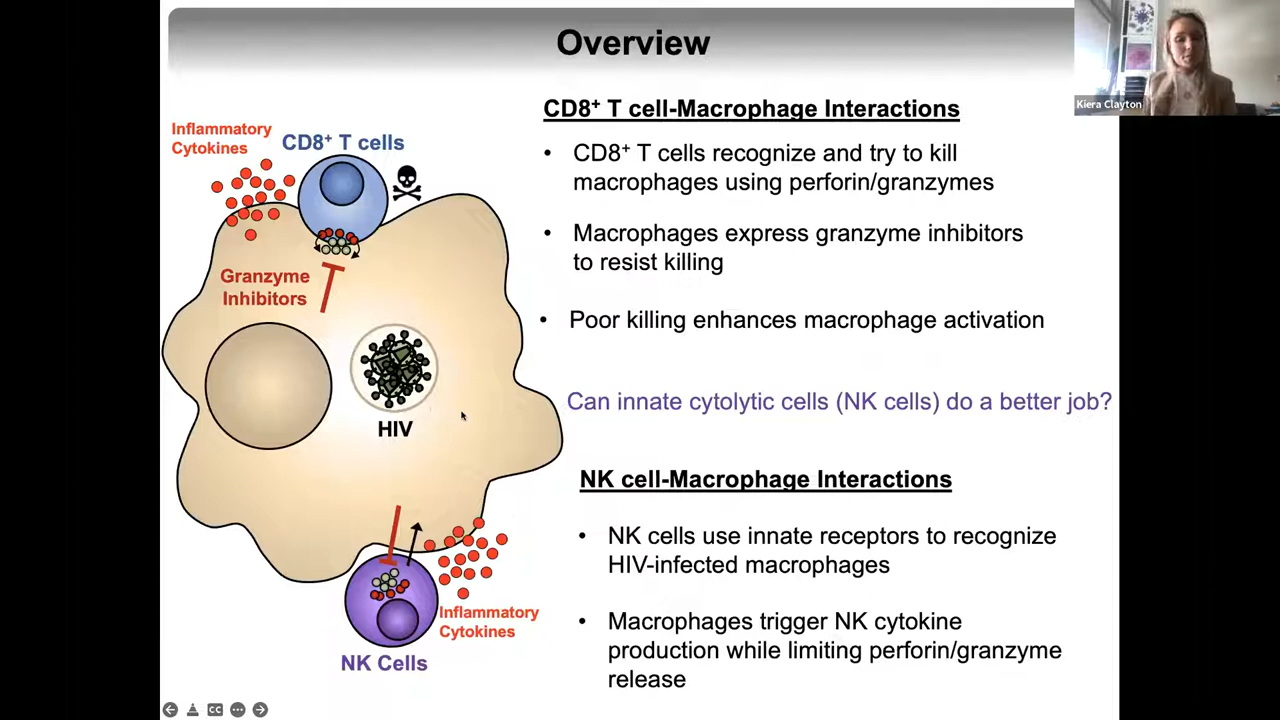 Overview
Kiera Clayton
Inflammatory
Cytokines
CD8⁺ T cells
Granzyme
Inhibitors
HIV
Inflammatory
Cytokines
NK Cells
CD8⁺ T cell-Macrophage Interactions
• CD8⁺ T cells recognize and try to kill
macrophages using perforin/granzymes
• Macrophages express granzyme inhibitors
to resist killing
• Poor killing enhances macrophage activation
Can innate cytolytic cells (NK cells) do a better job?
NK cell-Macrophage Interactions
• NK cells use innate receptors to recognize
HIV-infected macrophages
• Macrophages trigger NK cytokine
production while limiting perforin/granzyme
release
CC